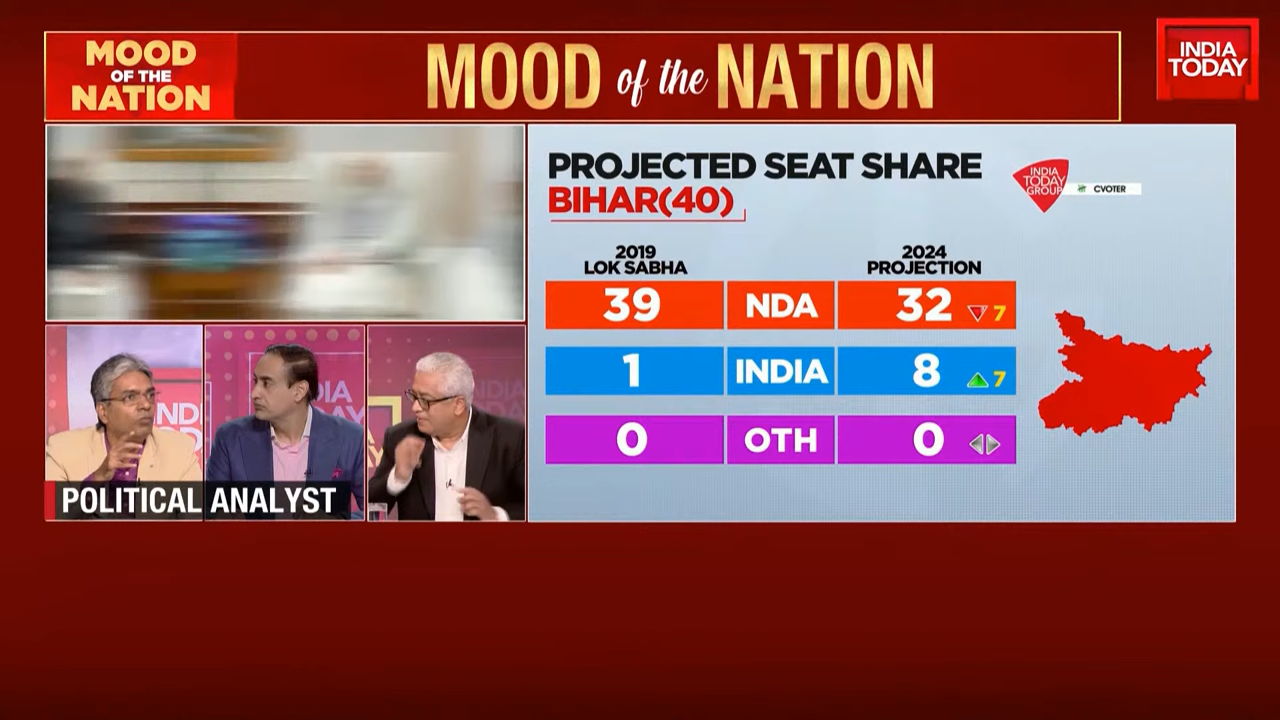 MOOD
OF THE
NATION
MOOD of the NATION
INDIA
TODAY
PROJECTED SEAT SHARE
BIHAR(40)
INDIA
TODAY
GROUP
CVOTER
2019
LOK SABHA
2024
PROJECTION
39 NDA 32 7
1 INDIA 8 7
0 OTH 0
POLITICAL ANALYST